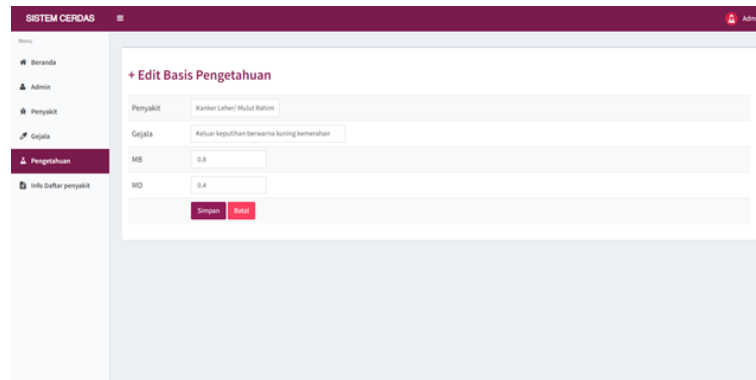 SISTEM CERDAS
Adm
Menu
Beranda
Admin
Penyakit
Gejala
Pengetahuan
Info Daftar penyakit
+ Edit Basis Pengetahuan
Penyakit Kanker Leher/ Mulut Rahim
Gejala Keluar keputihan berwarna kuning kemerahan
MB 0.8
MD 0.4
Simpan Batal